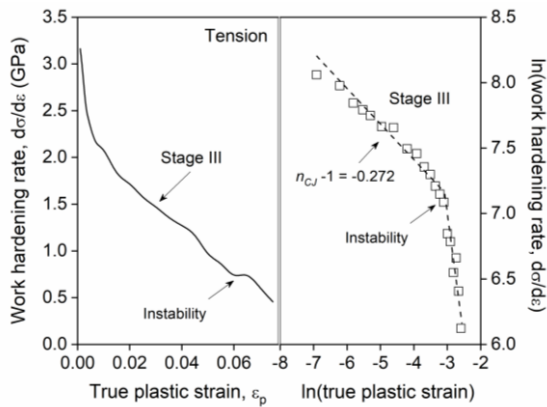 Tension
Stage III
Instability
Work hardening rate, dσ/dε (GPa)
3.5
3.0
2.5
2.0
1.5
1.0
0.5
0.0
0.00
0.02
0.04
0.06
True plastic strain, εp
Stage III
nCJ -1 = -0.272
Instability
-8
-7
-6
-5
-4
-3
-2
ln(true plastic strain)
8.5
8.0
7.5
7.0
6.5
6.0
ln(work hardening rate, dσ/dε)